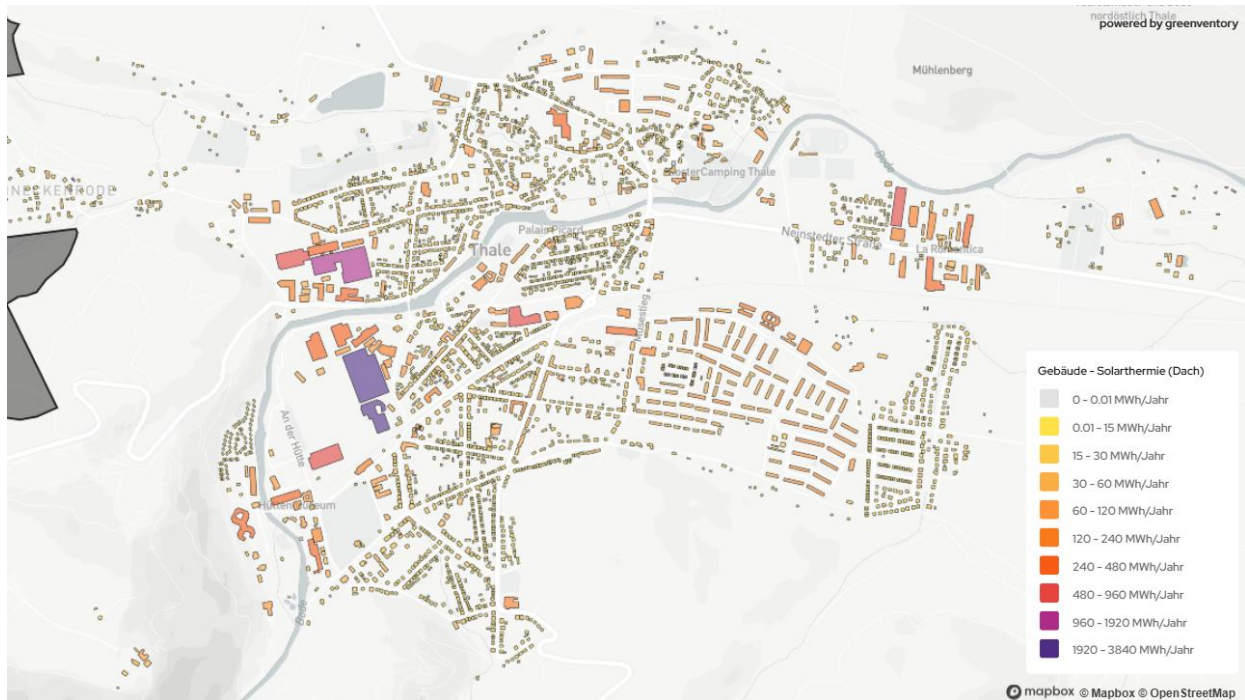 nordöstlich Thale
powered by greenventory
Mühlenberg
KlosterCamping Thale
Bode
Palais Picard
Neinstedter Straße
Thale
La Romantica
Musestieg
An der Hütte
Hüttenmuseum
Bode
Gebäude - Solarthermie (Dach)
0 - 0.01 MWh/Jahr
0.01 - 15 MWh/Jahr
15 - 30 MWh/Jahr
30 - 60 MWh/Jahr
60 - 120 MWh/Jahr
120 - 240 MWh/Jahr
240 - 480 MWh/Jahr
480 - 960 MWh/Jahr
960 - 1920 MWh/Jahr
1920 - 3840 MWh/Jahr
mapbox © Mapbox © OpenStreetMap